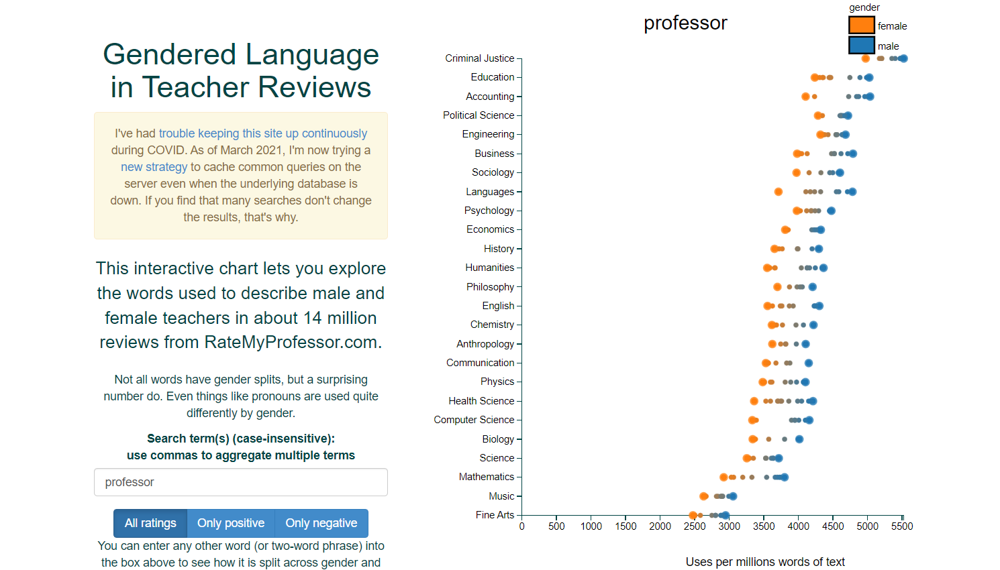 Gendered Language
in Teacher Reviews
I've had trouble keeping this site up continuously
during COVID. As of March 2021, I'm now trying a
new strategy to cache common queries on the
server even when the underlying database is
down. If you find that many searches don't change
the results, that's why.
This interactive chart lets you explore
the words used to describe male and
female teachers in about 14 million
reviews from RateMyProfessor.com.
Not all words have gender splits, but a surprising
number do. Even things like pronouns are used quite
differently by gender.
Search term(s) (case-insensitive):
use commas to aggregate multiple terms
professor
All ratings Only positive Only negative
You can enter any other word (or two-word phrase) into
the box above to see how it is split across gender and
professor
gender
female
male
Criminal Justice
Education
Accounting
Political Science
Engineering
Business
Sociology
Languages
Psychology
Economics
History
Humanities
Philosophy
English
Chemistry
Anthropology
Communication
Physics
Health Science
Computer Science
Biology
Science
Mathematics
Music
Fine Arts
0 500 1000 1500 2000 2500 3000 3500 4000 4500 5000 5500
Uses per millions words of text